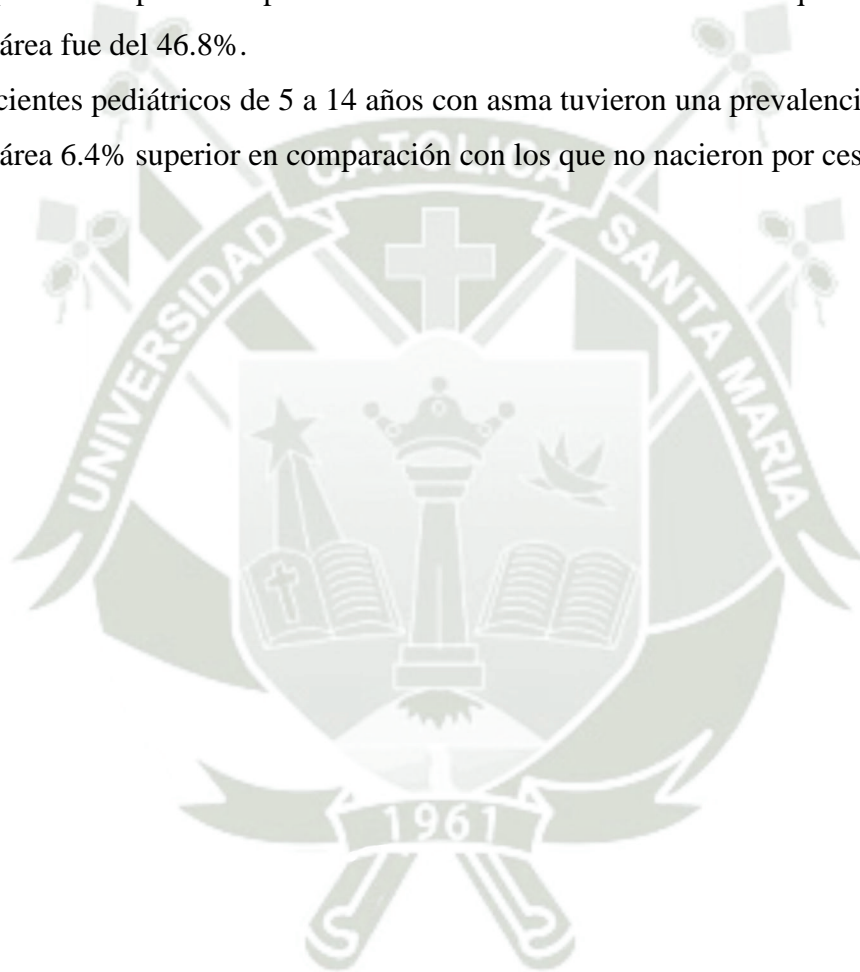 área fue del 46.8%.
cientes pediátricos de 5 a 14 años con asma tuvieron una prevalenci
área 6.4% superior en comparación con los que no nacieron por ces
UNIVERSIDAD CATOLICA SANTA MARIA
1961